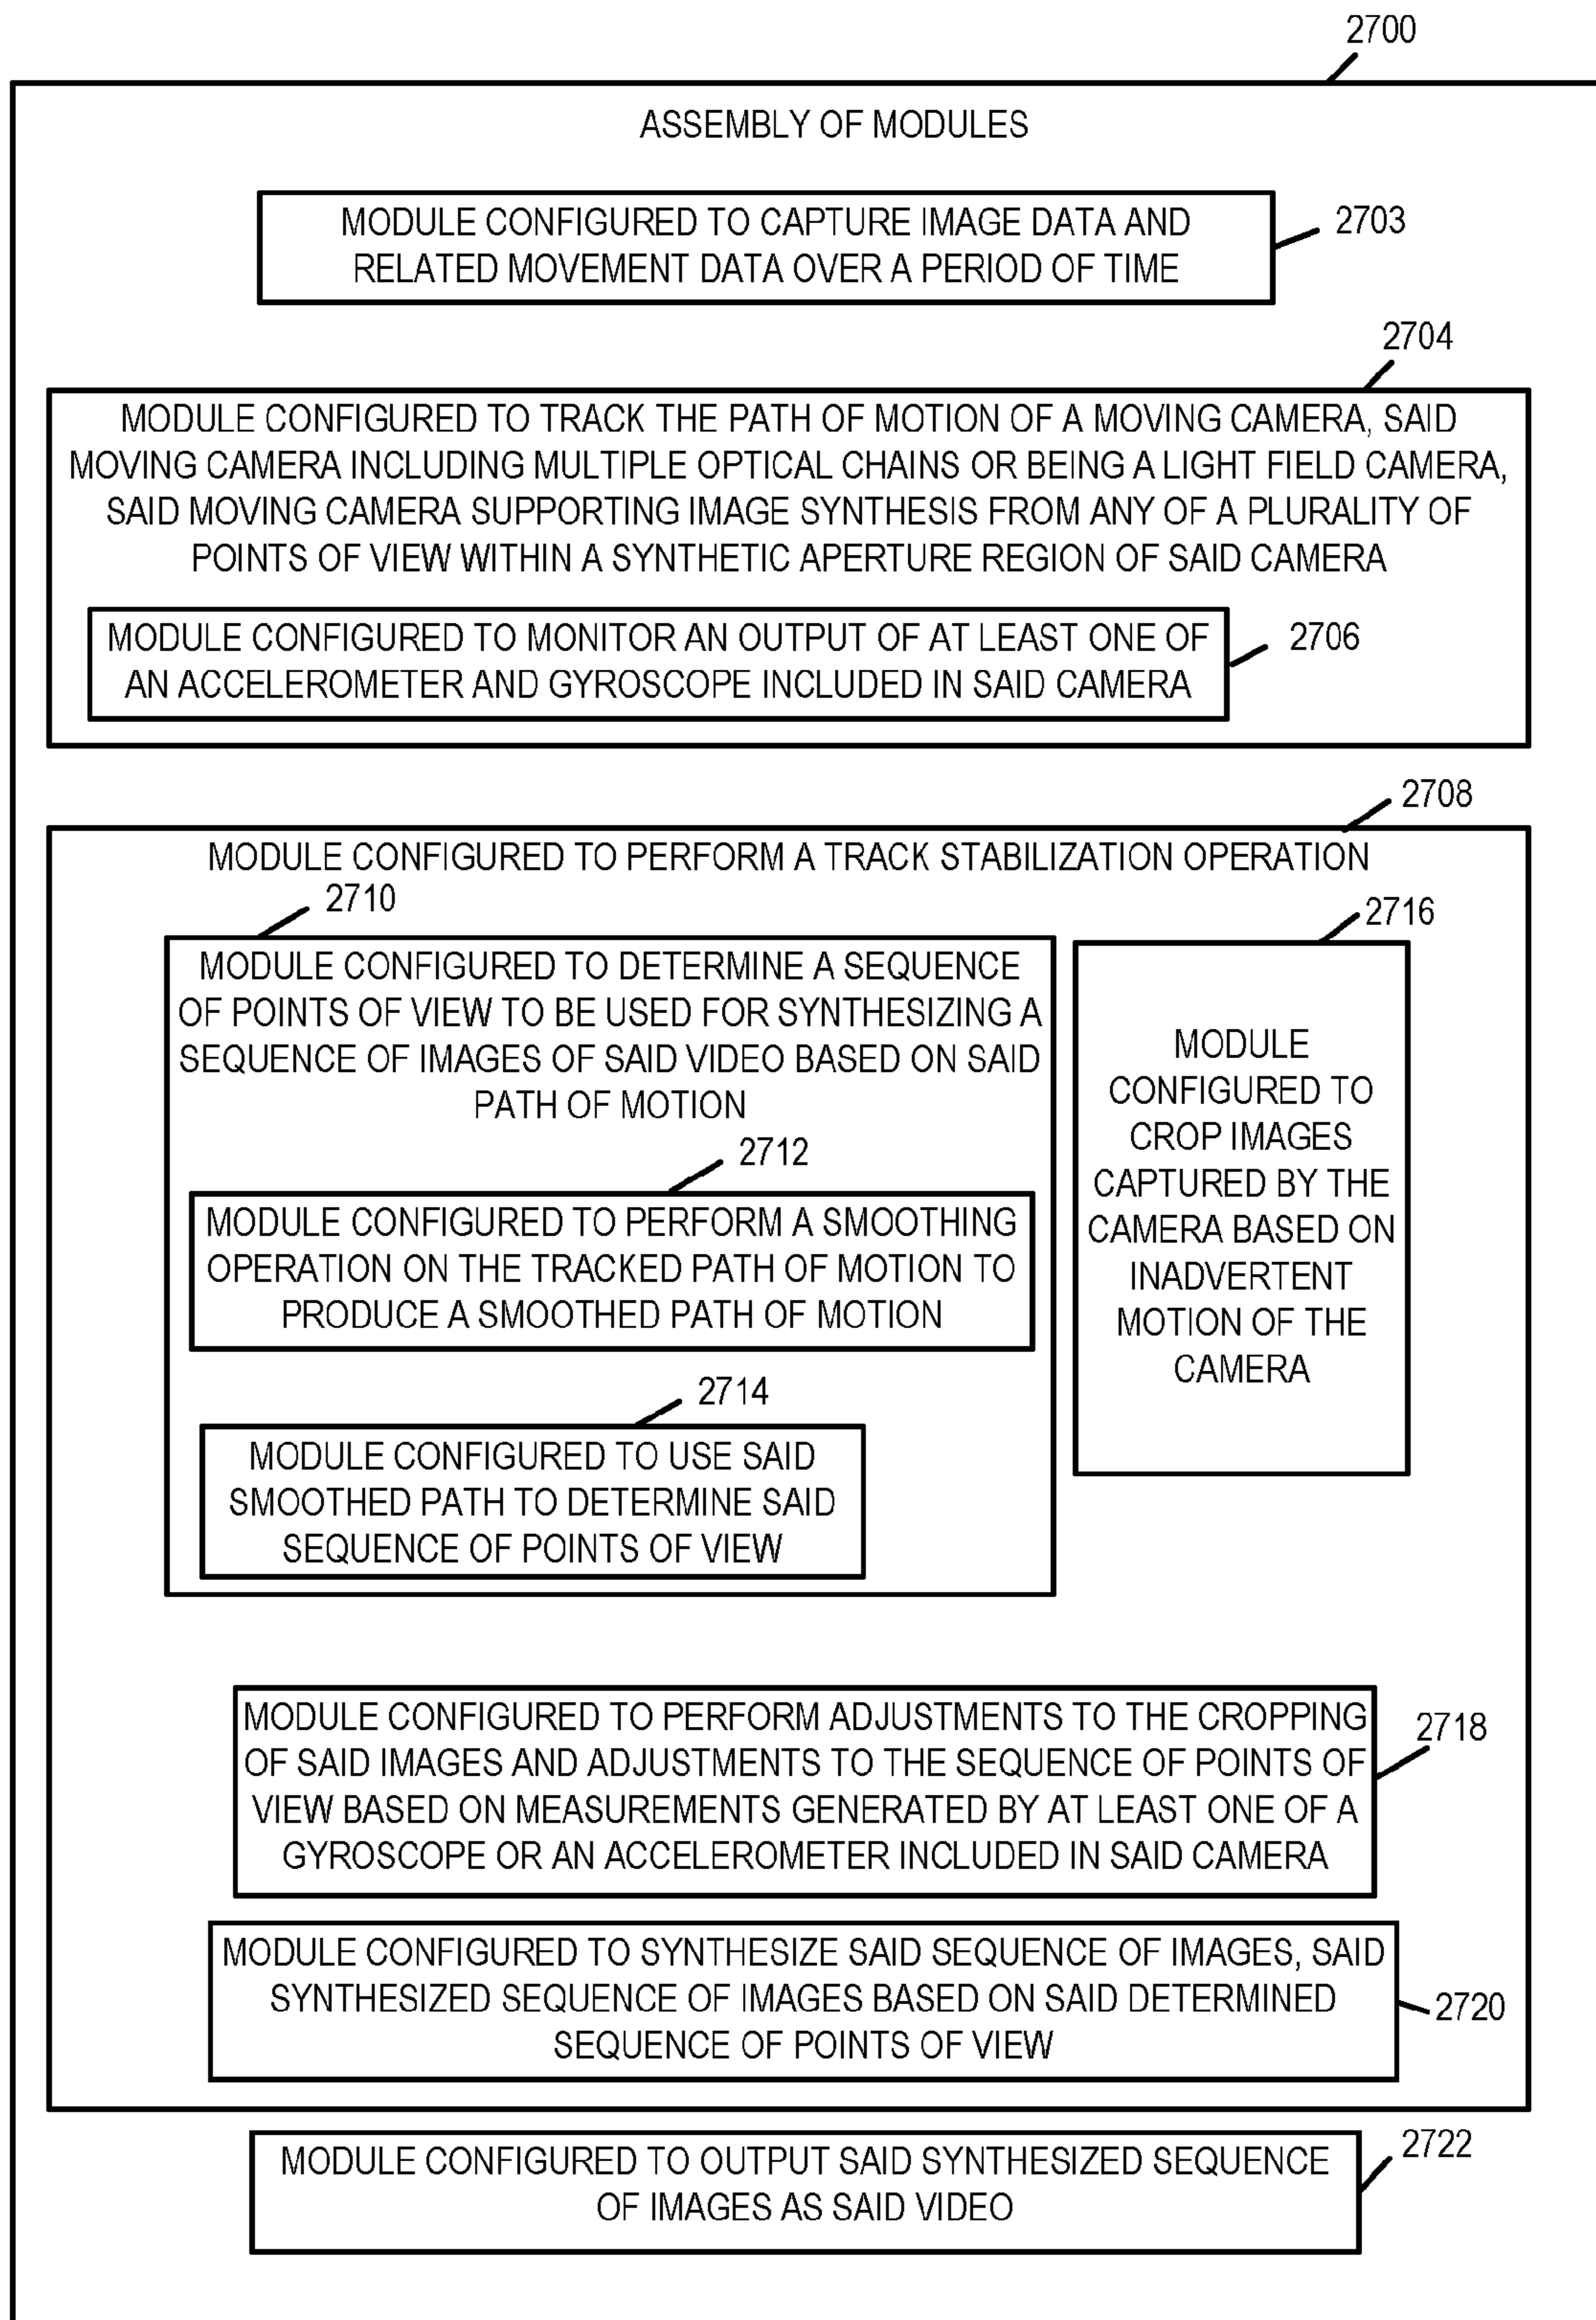 2700
ASSEMBLY OF MODULES
MODULE CONFIGURED TO CAPTURE IMAGE DATA AND
RELATED MOVEMENT DATA OVER A PERIOD OF TIME
2703
2704
MODULE CONFIGURED TO TRACK THE PATH OF MOTION OF A MOVING CAMERA, SAID
MOVING CAMERA INCLUDING MULTIPLE OPTICAL CHAINS OR BEING A LIGHT FIELD CAMERA,
SAID MOVING CAMERA SUPPORTING IMAGE SYNTHESIS FROM ANY OF A PLURALITY OF
POINTS OF VIEW WITHIN A SYNTHETIC APERTURE REGION OF SAID CAMERA
MODULE CONFIGURED TO MONITOR AN OUTPUT OF AT LEAST ONE OF
AN ACCELEROMETER AND GYROSCOPE INCLUDED IN SAID CAMERA
2706
2708
MODULE CONFIGURED TO PERFORM A TRACK STABILIZATION OPERATION
2710
MODULE CONFIGURED TO DETERMINE A SEQUENCE
OF POINTS OF VIEW TO BE USED FOR SYNTHESIZING A
SEQUENCE OF IMAGES OF SAID VIDEO BASED ON SAID
PATH OF MOTION
2712
MODULE CONFIGURED TO PERFORM A SMOOTHING
OPERATION ON THE TRACKED PATH OF MOTION TO
PRODUCE A SMOOTHED PATH OF MOTION
2714
MODULE CONFIGURED TO USE SAID
SMOOTHED PATH TO DETERMINE SAID
SEQUENCE OF POINTS OF VIEW
2716
MODULE
CONFIGURED TO
CROP IMAGES
CAPTURED BY THE
CAMERA BASED ON
INADVERTENT
MOTION OF THE
CAMERA
MODULE CONFIGURED TO PERFORM ADJUSTMENTS TO THE CROPPING
OF SAID IMAGES AND ADJUSTMENTS TO THE SEQUENCE OF POINTS OF
VIEW BASED ON MEASUREMENTS GENERATED BY AT LEAST ONE OF A
GYROSCOPE OR AN ACCELEROMETER INCLUDED IN SAID CAMERA
2718
MODULE CONFIGURED TO SYNTHESIZE SAID SEQUENCE OF IMAGES, SAID
SYNTHESIZED SEQUENCE OF IMAGES BASED ON SAID DETERMINED
SEQUENCE OF POINTS OF VIEW
2720
MODULE CONFIGURED TO OUTPUT SAID SYNTHESIZED SEQUENCE
OF IMAGES AS SAID VIDEO
2722